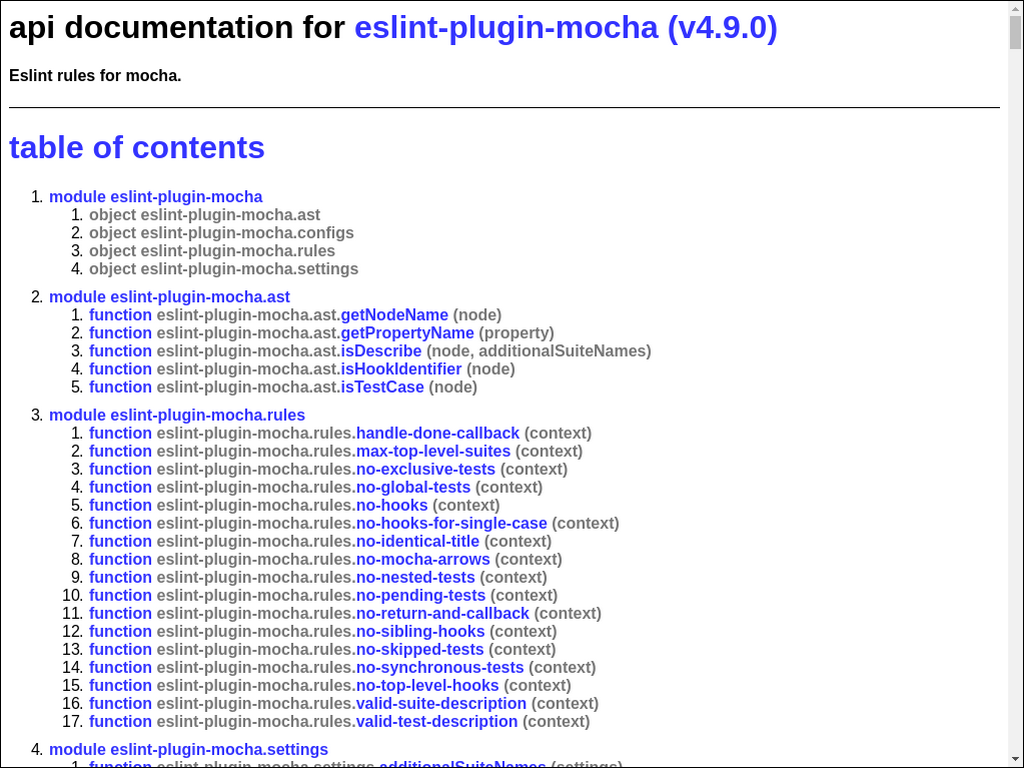 api documentation for eslint-plugin-mocha (v4.9.0)
Eslint rules for mocha.
table of contents
1. module eslint-plugin-mocha
1. object eslint-plugin-mocha.ast
2. object eslint-plugin-mocha.configs
3. object eslint-plugin-mocha.rules
4. object eslint-plugin-mocha.settings
2. module eslint-plugin-mocha.ast
1. function eslint-plugin-mocha.ast.getNodeName (node)
2. function eslint-plugin-mocha.ast.getPropertyName (property)
3. function eslint-plugin-mocha.ast.isDescribe (node, additionalSuiteNames)
4. function eslint-plugin-mocha.ast.isHookIdentifier (node)
5. function eslint-plugin-mocha.ast.isTestCase (node)
3. module eslint-plugin-mocha.rules
1. function eslint-plugin-mocha.rules.handle-done-callback (context)
2. function eslint-plugin-mocha.rules.max-top-level-suites (context)
3. function eslint-plugin-mocha.rules.no-exclusive-tests (context)
4. function eslint-plugin-mocha.rules.no-global-tests (context)
5. function eslint-plugin-mocha.rules.no-hooks (context)
6. function eslint-plugin-mocha.rules.no-hooks-for-single-case (context)
7. function eslint-plugin-mocha.rules.no-identical-title (context)
8. function eslint-plugin-mocha.rules.no-mocha-arrows (context)
9. function eslint-plugin-mocha.rules.no-nested-tests (context)
10. function eslint-plugin-mocha.rules.no-pending-tests (context)
11. function eslint-plugin-mocha.rules.no-return-and-callback (context)
12. function eslint-plugin-mocha.rules.no-sibling-hooks (context)
13. function eslint-plugin-mocha.rules.no-skipped-tests (context)
14. function eslint-plugin-mocha.rules.no-synchronous-tests (context)
15. function eslint-plugin-mocha.rules.no-top-level-hooks (context)
16. function eslint-plugin-mocha.rules.valid-suite-description (context)
17. function eslint-plugin-mocha.rules.valid-test-description (context)
4. module eslint-plugin-mocha.settings
1. function eslint-plugin-mocha.settings.additionalSuiteNames (settings)